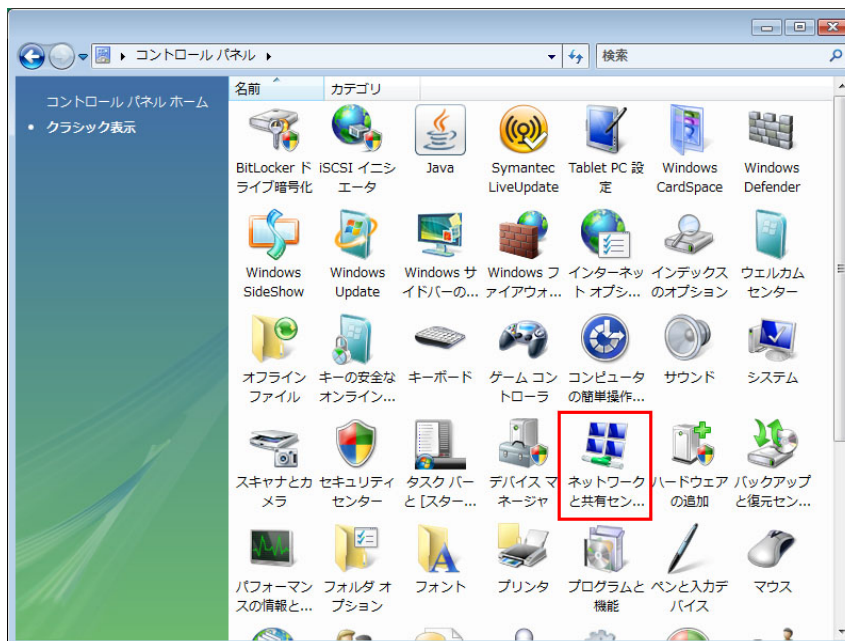 コントロール パネル
検索
コントロール パネル ホーム
• クラシック表示
名前
カテゴリ
BitLocker ド
ライブ暗号化
iSCSI イニシ
エータ
Java
Symantec
LiveUpdate
Tablet PC 設
定
Windows
CardSpace
Windows
Defender
Windows
SideShow
Windows
Update
Windows サ
イドバーの...
Windows フ
ァイアウォ...
インターネッ
ト オプシ...
インデックス
のオプション
ウェルカム
センター
オフライン
ファイル
キーの安全な
オンライン...
キーボード
ゲーム コン
トローラ
コンピュータ
の簡単操作...
サウンド
システム
スキャナとカ
メラ
セキュリティ
センター
タスク バー
と [スター...
デバイス マ
ネージャ
ネットワーク
と共有セン...
ハードウェア
の追加
バックアップ
と復元セン...
パフォーマン
スの情報と...
フォルダ オ
プション
フォント
プリンタ
プログラムと
機能
ペンと入力デ
バイス
マウス